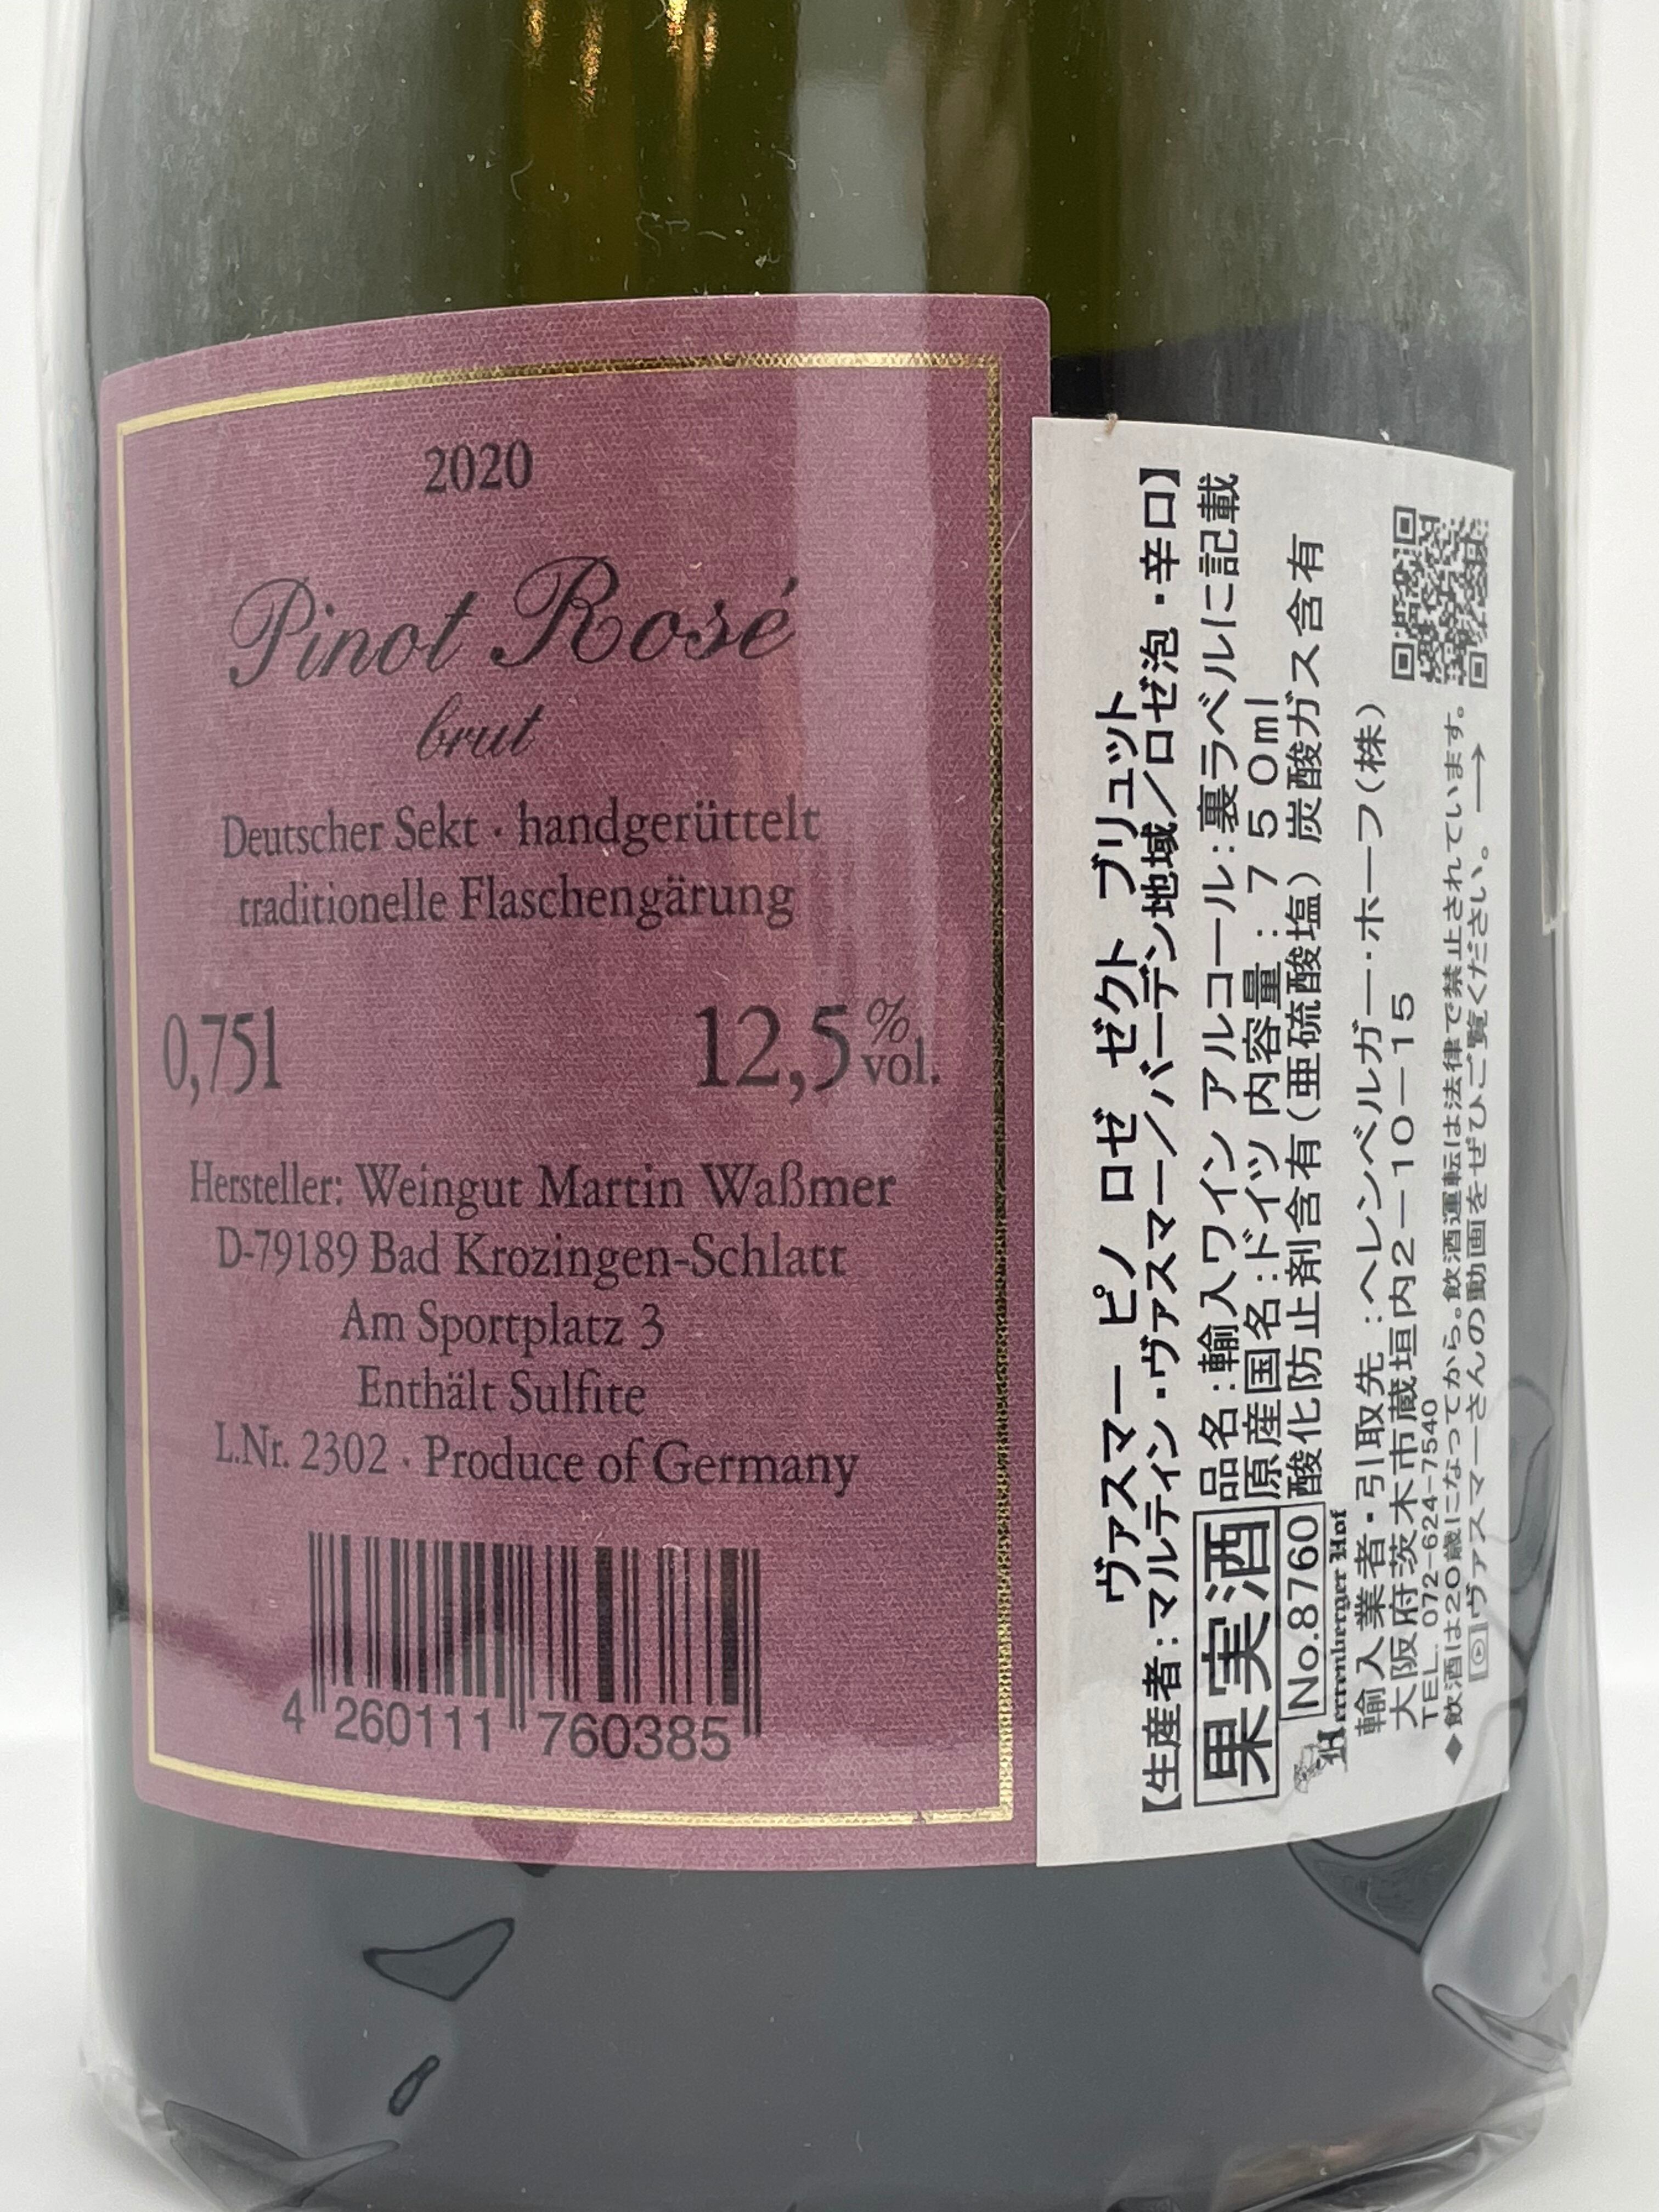 2020
Pinot Rosé
brut
Deutscher Sekt · handgerüttelt
traditionelle Flaschengärung
0,75l 12,5 % vol.
Hersteller: Weingut Martin Waßmer
D-79189 Bad Krozingen-Schlatt
Am Sportplatz 3
Enthält Sulfite
L.Nr. 2302 · Produce of Germany
4 260111 760385
ヴァスマー ピノ ロゼ ゼクト ブリュット
【生産者:マルティン・ヴァスマー/バーデン地域/ロゼ泡・辛口】
果実酒
品名:輸入ワイン アルコール:裏ラベルに記載
原産国名:ドイツ 内容量:750ml
No.8760
酸化防止剤含有(亜硫酸塩)炭酸ガス含有
Herrenberger Hof
輸入業者・引取先:ヘレンベルガー・ホーフ(株)
大阪府茨木市蔵垣内2-10-15
TEL. 072-624-7540
◆飲酒は20歳になってから。飲酒運転は法律で禁止されています。
ヴァスマーさんの動画をぜひご覧ください。→